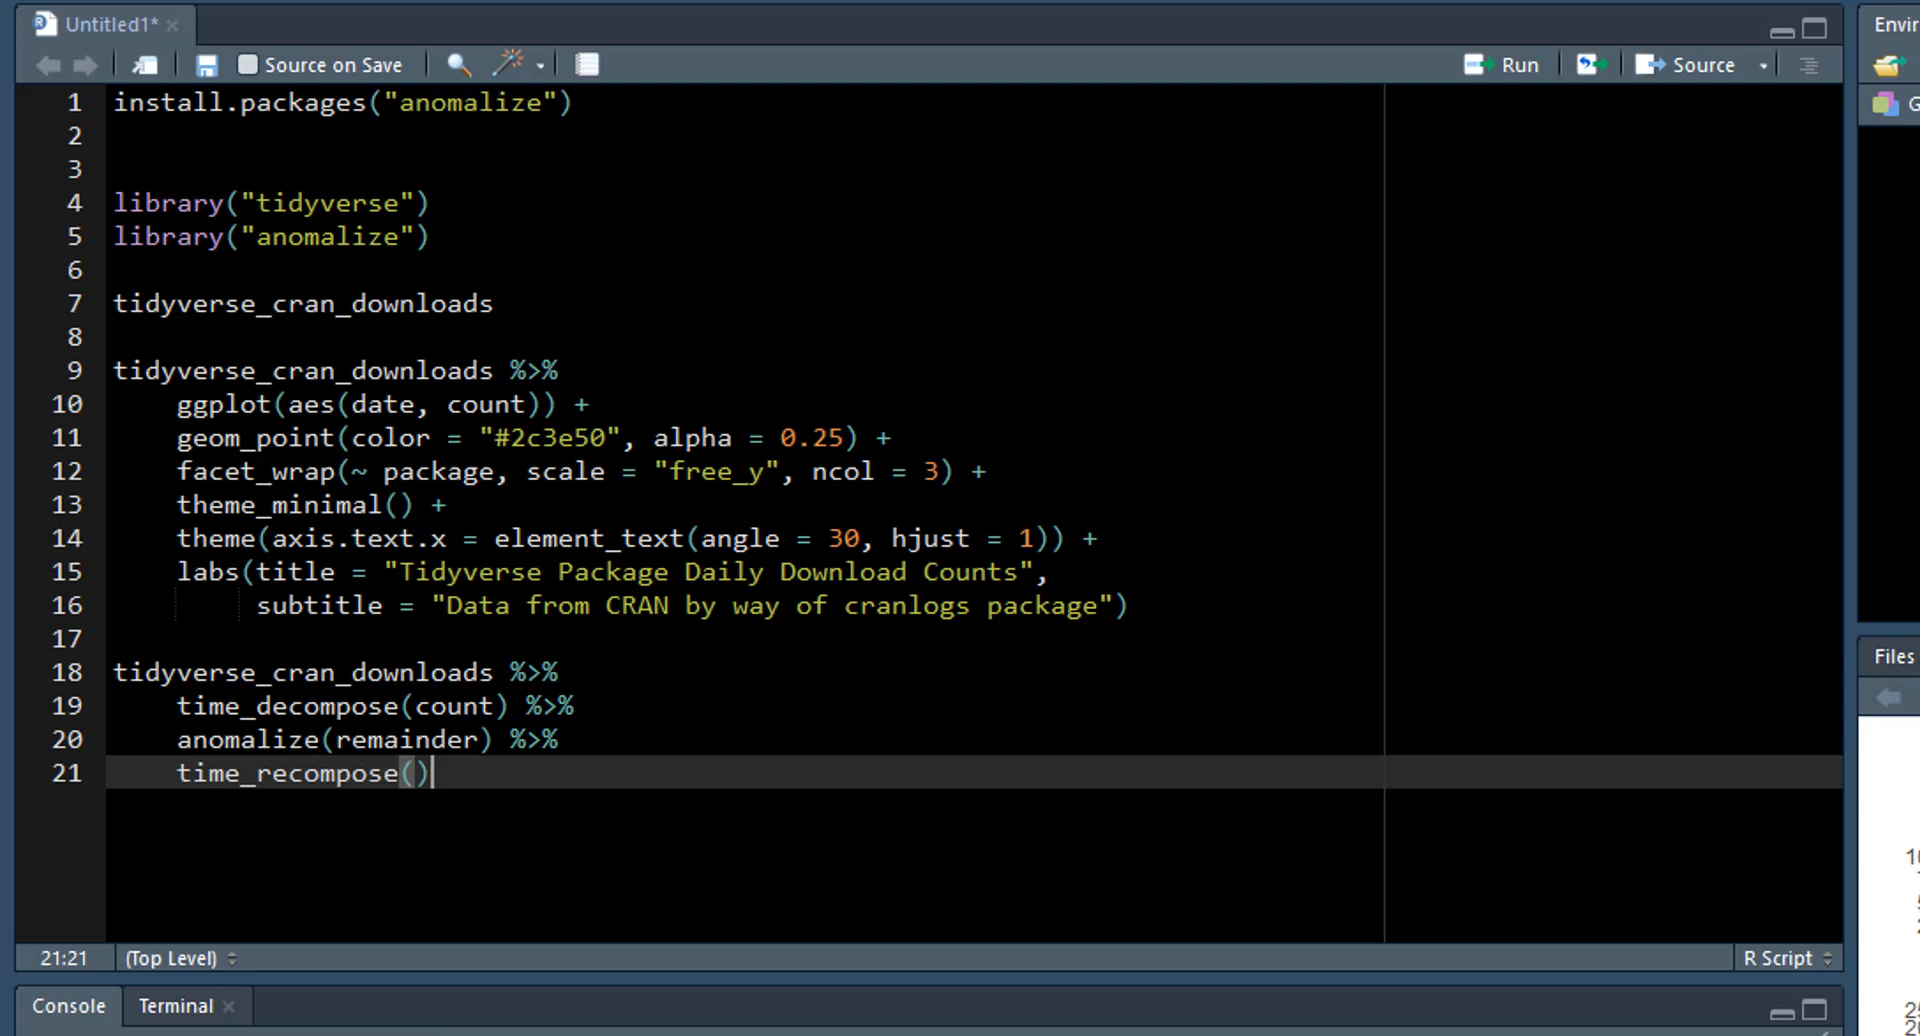 Untitled1*
Source on Save
Run
Source
1 install.packages("anomalize")
2
3
4 library("tidyverse")
5 library("anomalize")
6
7 tidyverse_cran_downloads
8
9 tidyverse_cran_downloads %>%
10 ggplot(aes(date, count)) +
11 geom_point(color = "#2c3e50", alpha = 0.25) +
12 facet_wrap(~ package, scale = "free_y", ncol = 3) +
13 theme_minimal() +
14 theme(axis.text.x = element_text(angle = 30, hjust = 1)) +
15 labs(title = "Tidyverse Package Daily Download Counts",
16 subtitle = "Data from CRAN by way of cranlogs package")
17
18 tidyverse_cran_downloads %>%
19 time_decompose(count) %>%
20 anomalize(remainder) %>%
21 time_recompose()
21:21 (Top Level)
R Script
Console
Terminal
Envir
Files